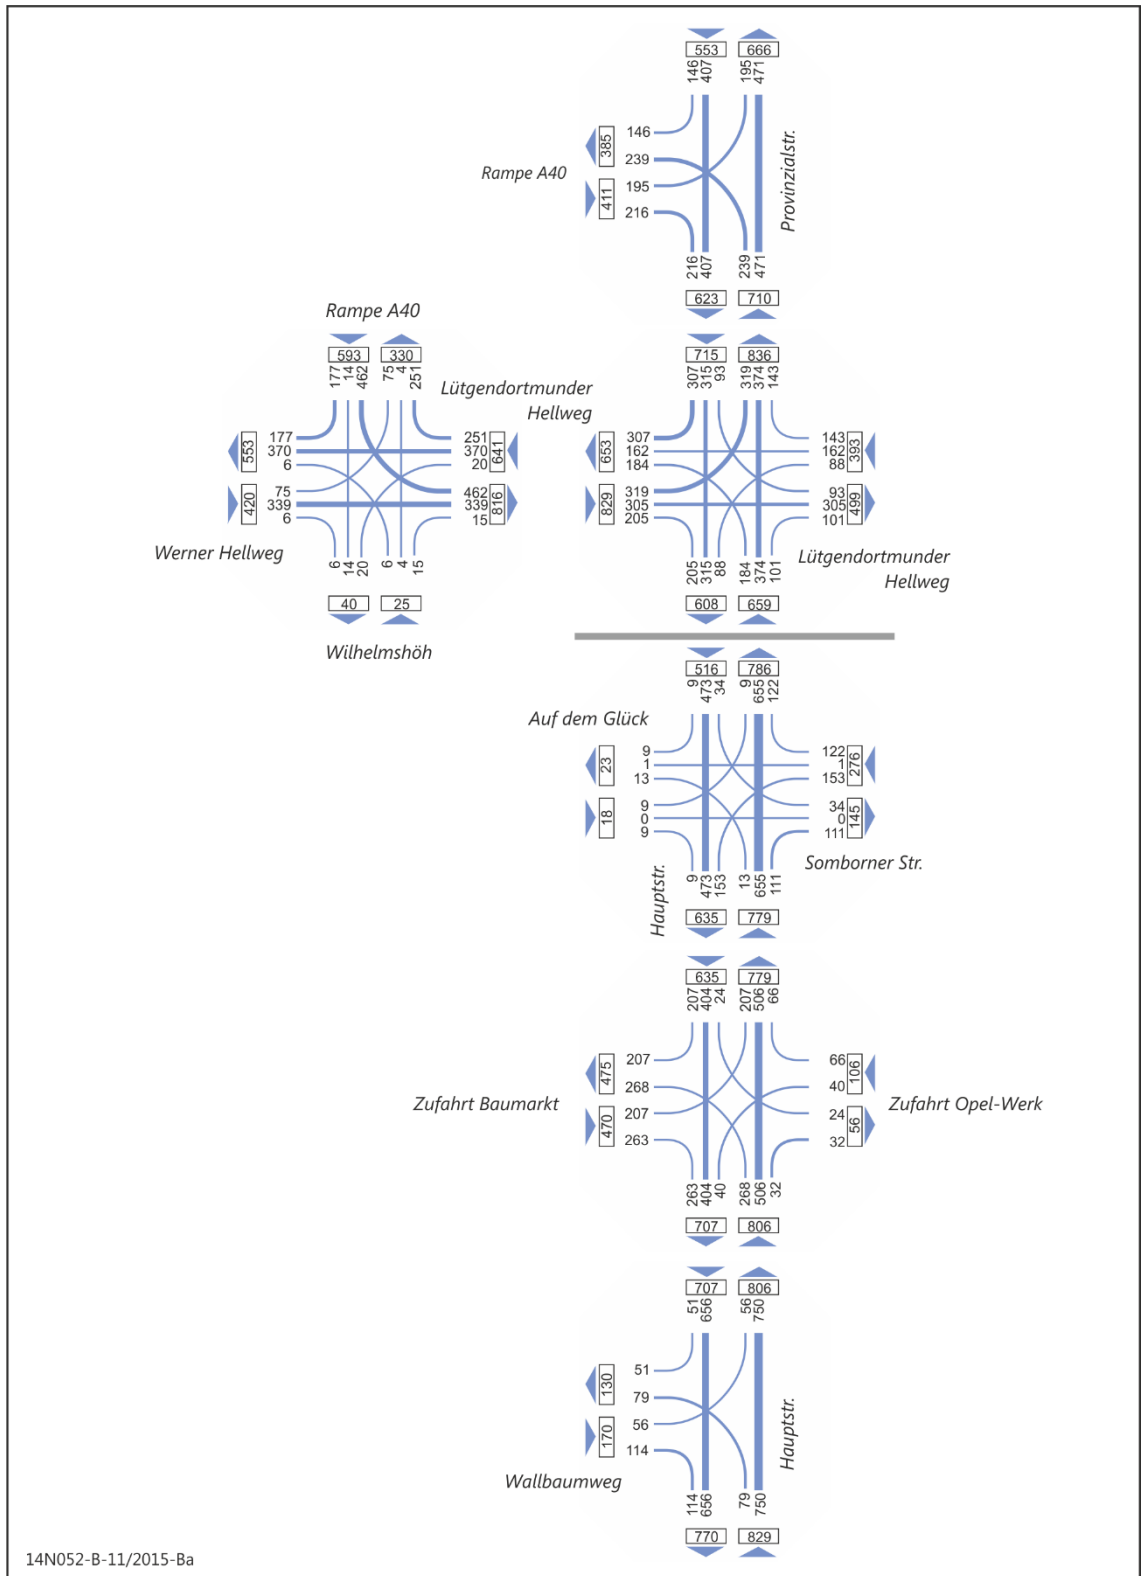 553 666
146 407 195 471
Rampe A40
385
411
146
239
195
216
Provinzialstr.
216 407 239 471
623 710
Rampe A40
593 330
177 14 462 75 4 251
Lütgendortmunder
Hellweg
553
420
177
370
6
75
339
6
251
370
20
462
339
15
641
816
Werner Hellweg
6 14 20 6 4 15
40 25
Wilhelmshöh
715 836
307 315 93 319 374 143
653
829
307
162
184
319
305
205
143
162
88
93
305
101
393
499
Lütgendortmunder
Hellweg
205 315 88 184 374 101
608 659
516 786
9 473 34 9 655 122
Auf dem Glück
23
18
9
1
13
9
0
9
122
1
153
34
0
111
276
145
Somborner Str.
Hauptstr.
9 473 153 13 655 111
635 779
635 779
207 404 24 207 506 66
Zufahrt Baumarkt
475
470
207
268
207
263
66
40
24
32
106
56
Zufahrt Opel-Werk
263 404 40 268 506 32
707 806
707 806
51 656 56 750
130
170
51
79
56
114
Wallbaumweg
Hauptstr.
114 656 79 750
770 829
14N052-B-11/2015-Ba